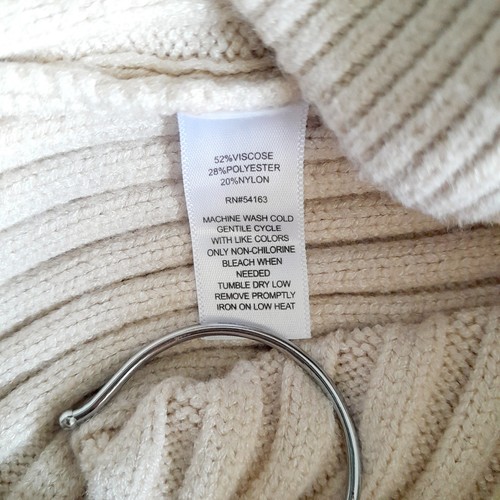 52%VISCOSE
28%POLYESTER
20%NYLON
RN#54163
MACHINE WASH COLD
GENTILE CYCLE
WITH LIKE COLORS
ONLY NON-CHILORINE
BLEACH WHEN
NEEDED
TUMBLE DRY LOW
REMOVE PROMPTLY
IRON ON LOW HEAT